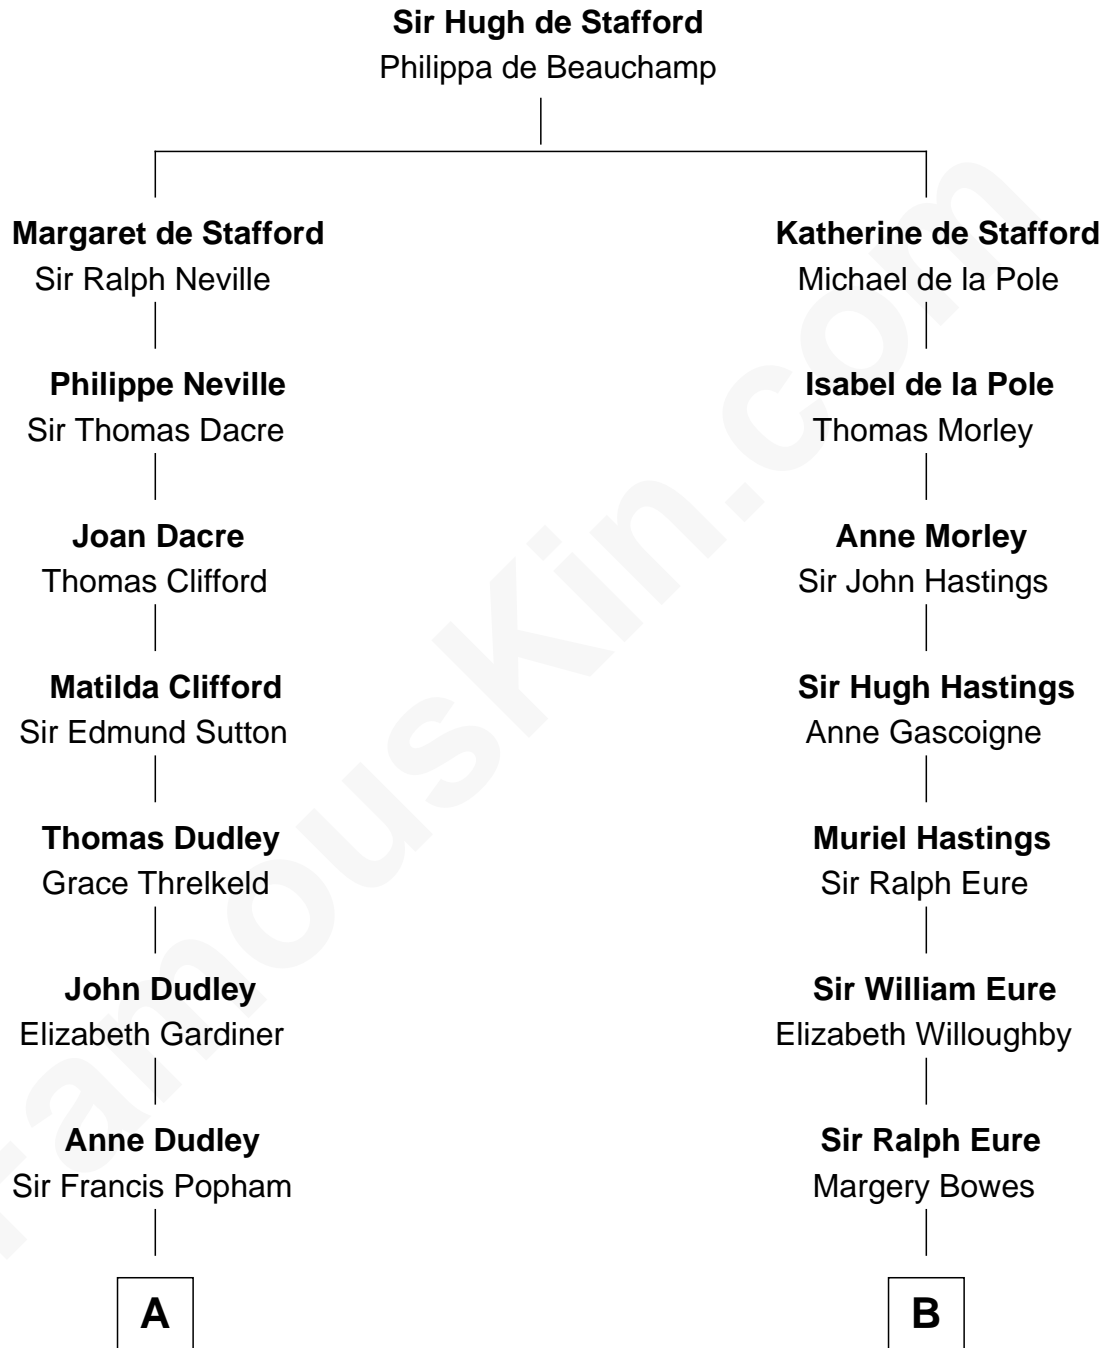 Sir Hugh de Stafford
Philippa de Beauchamp
Margaret de Stafford
Sir Ralph Neville
Katherine de Stafford
Michael de la Pole
Philippe Neville
Sir Thomas Dacre
Isabel de la Pole
Thomas Morley
Joan Dacre
Thomas Clifford
Anne Morley
Sir John Hastings
Matilda Clifford
Sir Edmund Sutton
Sir Hugh Hastings
Anne Gascoigne
Thomas Dudley
Grace Threlkeld
Muriel Hastings
Sir Ralph Eure
John Dudley
Elizabeth Gardiner
Sir William Eure
Elizabeth Willoughby
Anne Dudley
Sir Francis Popham
Sir Ralph Eure
Margery Bowes
A
B
FamousKin.com